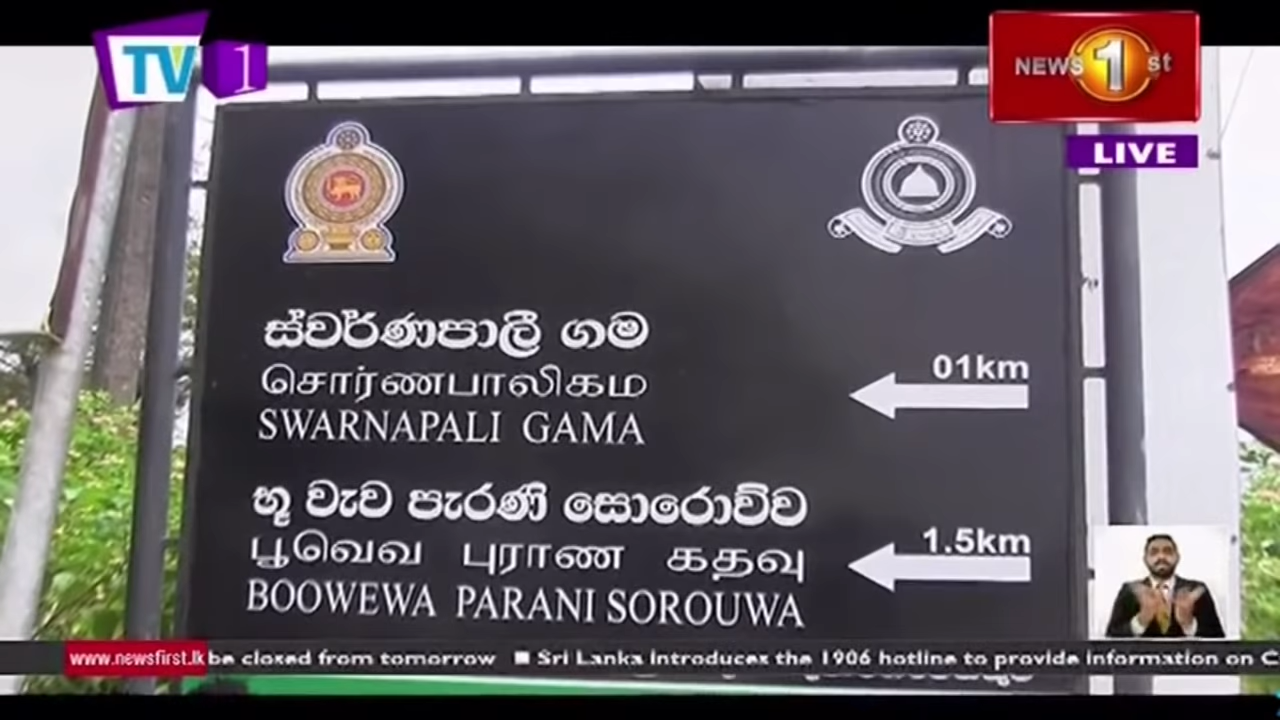 TV 1
NEWS 1st
LIVE
ස්වර්ණපාලී ගම
சொர்ணபாலிகம
SWARNAPALI GAMA
01km
භූ වැව පැරණි සොරොව්ව
பூவெவ புராண கதவு
BOOWEWA PARANI SOROUWA
1.5km
www.newsfirst.lk be closed from tomorrow ■ Sri Lanka introduces the 1906 hotline to provide information on C